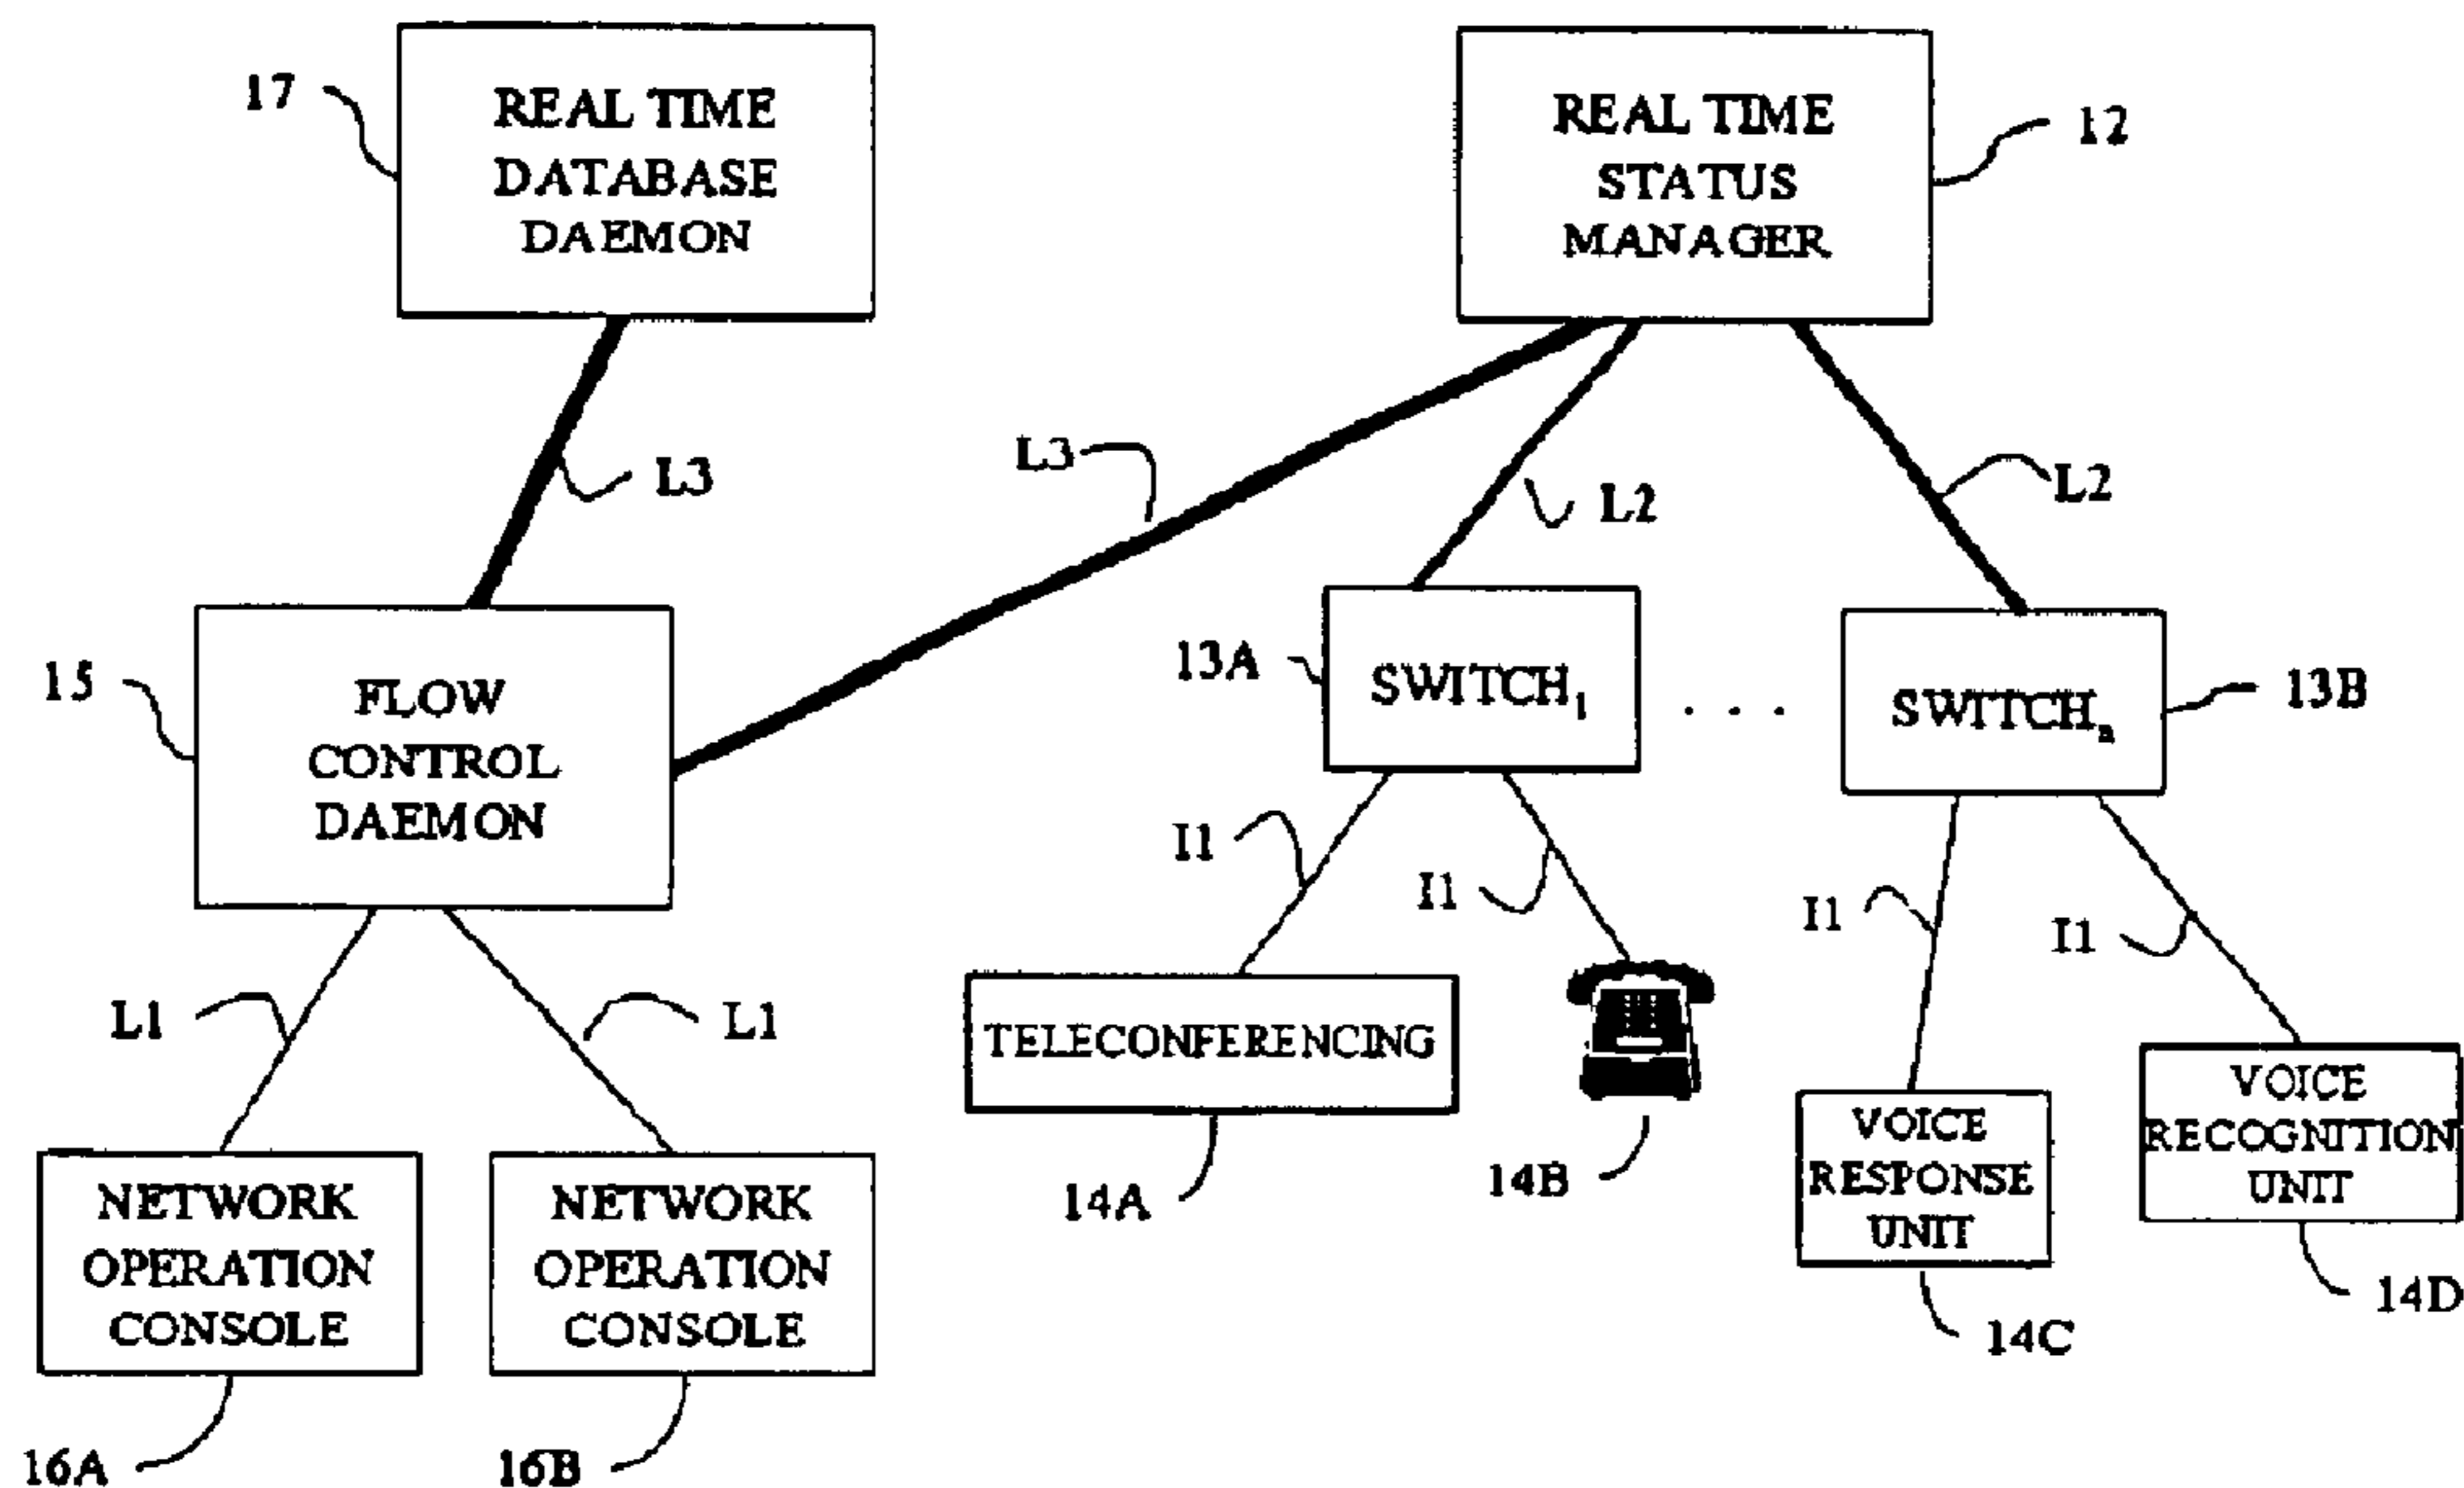 17
REAL TIME
DATABASE
DAEMON
REAL TIME
STATUS
MANAGER
12
L3
L3
L2
L2
15
FLOW
CONTROL
DAEMON
13A
SWITCH1
. . .
SWITCHn
13B
I1
I1
I1
I1
L1
L1
TELECONFERENCING
14A
14B
VOICE
RESPONSE
UNIT
14C
VOICE
RECOGNITION
UNIT
14D
NETWORK
OPERATION
CONSOLE
16A
NETWORK
OPERATION
CONSOLE
16B